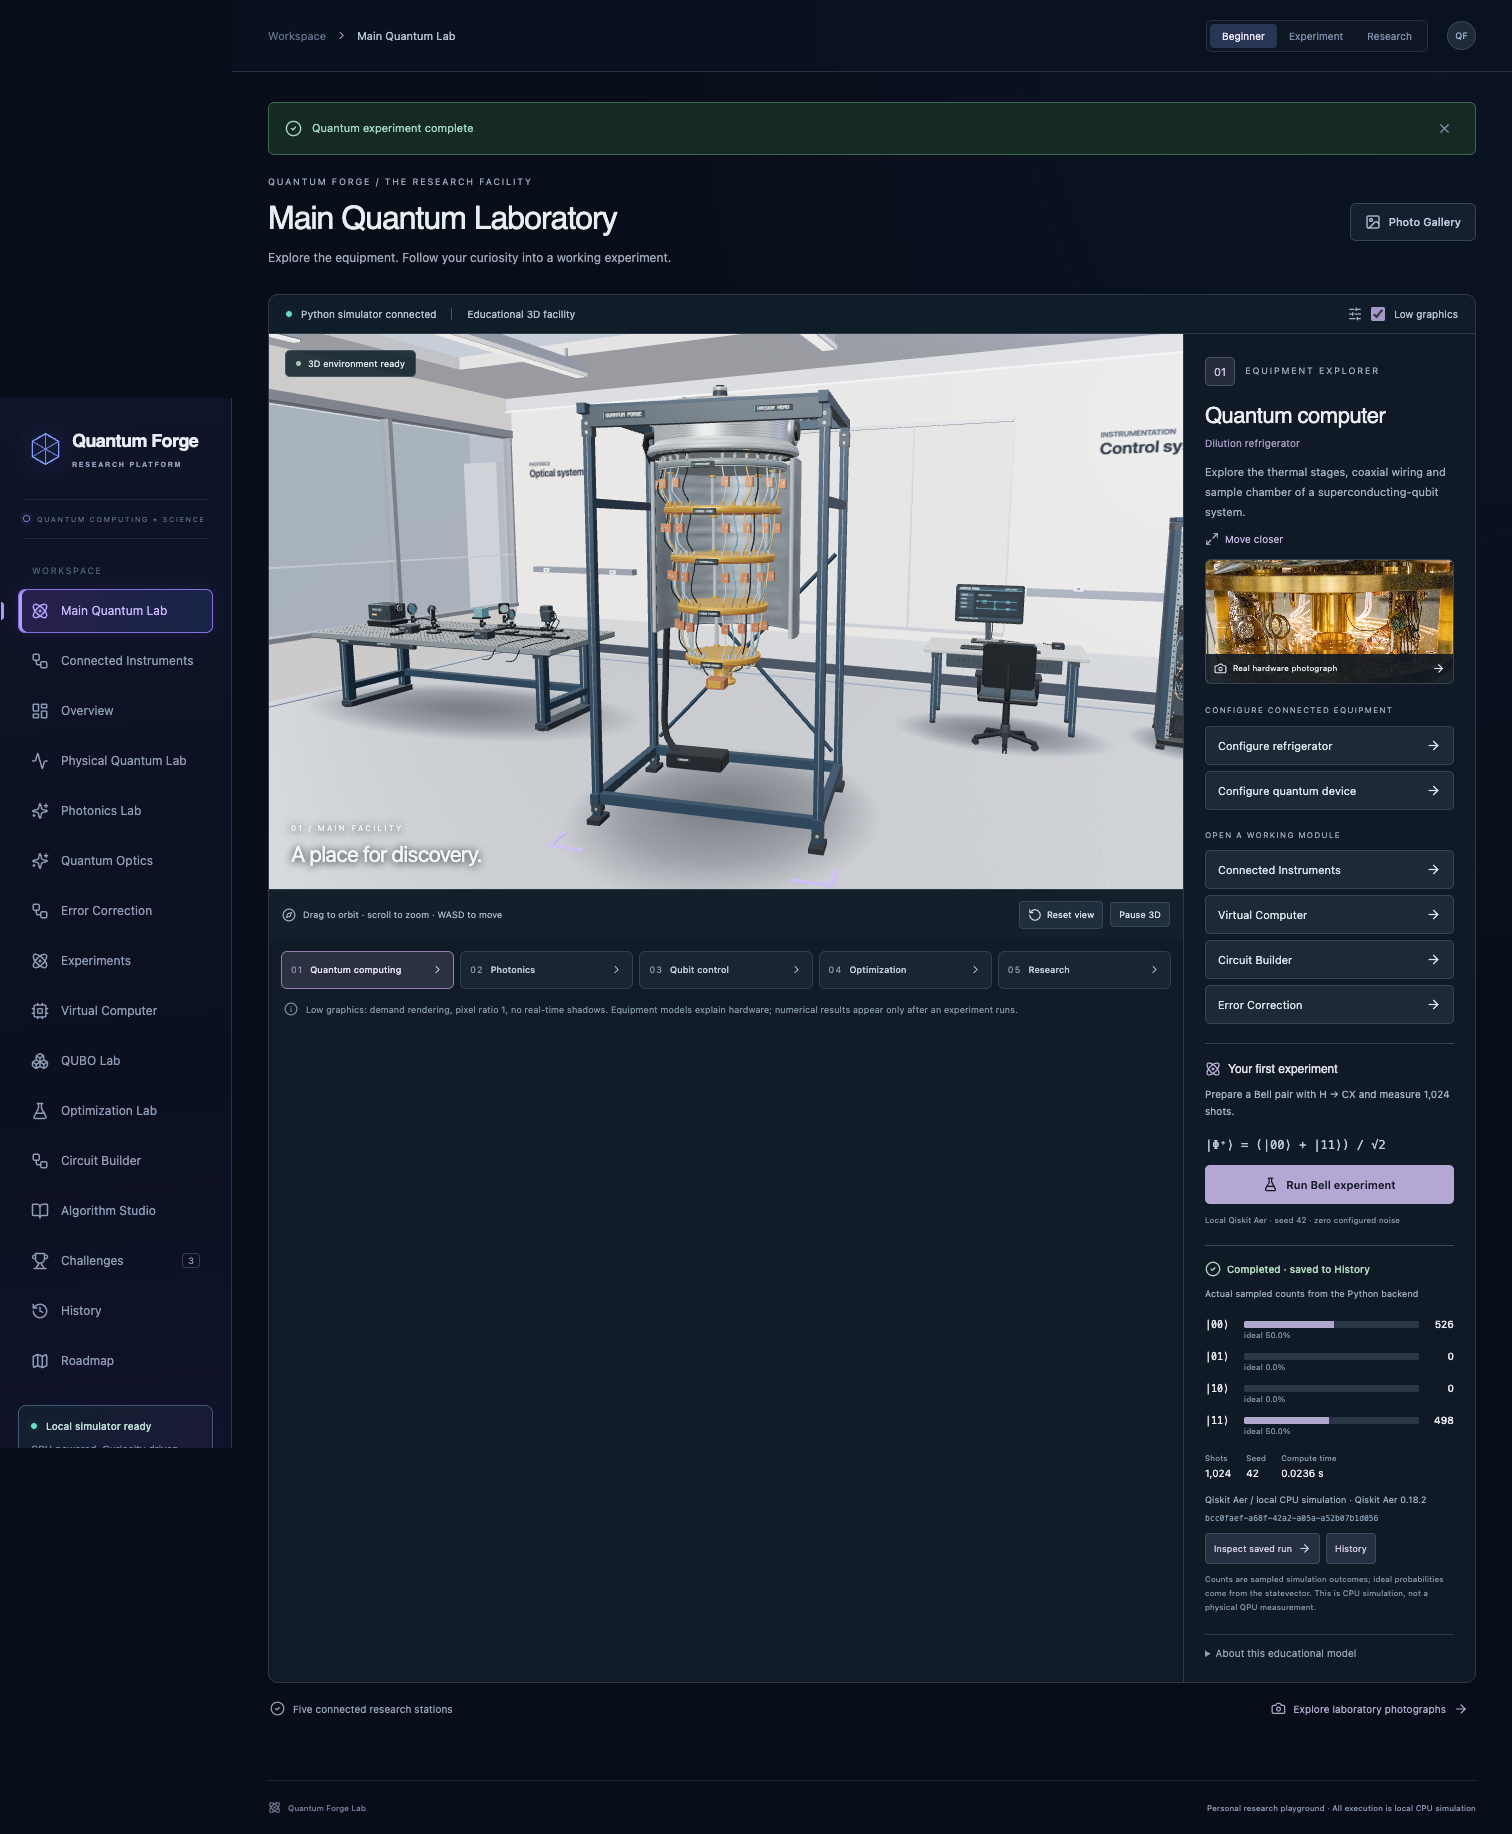 Workspace
Main Quantum Lab
Beginner
Experiment
Research
QF
Quantum experiment complete
QUANTUM FORGE / THE RESEARCH FACILITY
Main Quantum Laboratory
Photo Gallery
Explore the equipment. Follow your curiosity into a working experiment.
Python simulator connected
Educational 3D facility
Low graphics
3D environment ready
QUANTUM FORGE
VACUUM HEAD
PHOTONICS
Optical system
INSTRUMENTATION
Control sy
01 / MAIN FACILITY
A place for discovery.
Drag to orbit · scroll to zoom · WASD to move
Reset view
Pause 3D
01 Quantum computing
02 Photonics
03 Qubit control
04 Optimization
05 Research
Low graphics: demand rendering, pixel ratio 1, no real-time shadows. Equipment models explain hardware; numerical results appear only after an experiment runs.
Quantum Forge
RESEARCH PLATFORM
QUANTUM COMPUTING + SCIENCE
WORKSPACE
Main Quantum Lab
Connected Instruments
Overview
Physical Quantum Lab
Photonics Lab
Quantum Optics
Error Correction
Experiments
Virtual Computer
QUBO Lab
Optimization Lab
Circuit Builder
Algorithm Studio
Challenges
3
History
Roadmap
Local simulator ready
01
EQUIPMENT EXPLORER
Quantum computer
Dilution refrigerator
Explore the thermal stages, coaxial wiring and
sample chamber of a superconducting-qubit
system.
Move closer
Real hardware photograph
CONFIGURE CONNECTED EQUIPMENT
Configure refrigerator
Configure quantum device
OPEN A WORKING MODULE
Connected Instruments
Virtual Computer
Circuit Builder
Error Correction
Your first experiment
Prepare a Bell pair with H → CX and measure 1,024
shots.
|Φ⁺⟩ = (|00⟩ + |11⟩) / √2
Run Bell experiment
Local Qiskit Aer · seed 42 · zero configured noise
Completed · saved to History
Actual sampled counts from the Python backend
|00⟩ 526
ideal 50.0%
|01⟩ 0
ideal 0.0%
|10⟩ 0
ideal 0.0%
|11⟩ 498
ideal 50.0%
Shots Seed Compute time
1,024 42 0.0236 s
Qiskit Aer / local CPU simulation · Qiskit Aer 0.18.2
bcc0faef-a68f-42a2-a05a-a52b07b1d056
Inspect saved run
History
Counts are sampled simulation outcomes; ideal probabilities
come from the statevector. This is CPU simulation, not a
physical QPU measurement.
About this educational model
Five connected research stations
Explore laboratory photographs
Quantum Forge Lab
Personal research playground · All execution is local CPU simulation